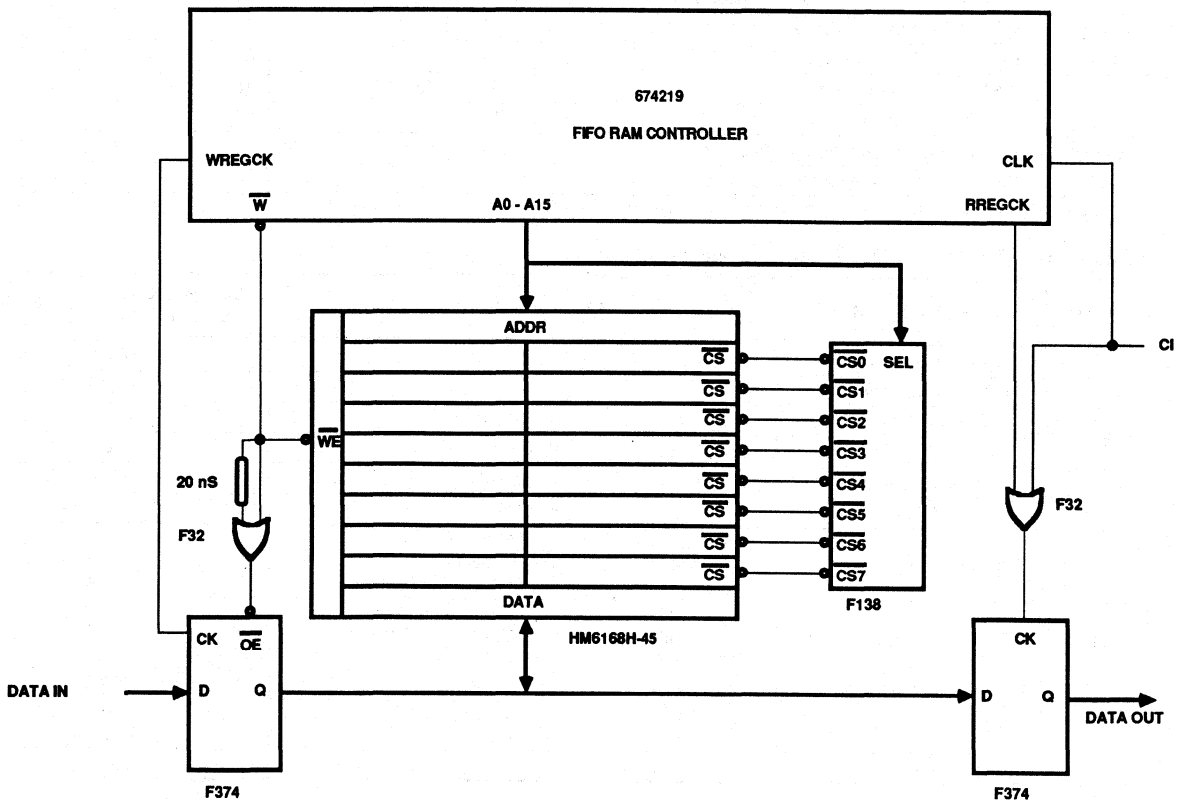 674219
FIFO RAM CONTROLLER
WREGCK
CLK
W
A0 - A15
RREGCK
ADDR
CS
CS0
SEL
CI
CS
CS1
CS
CS2
WE
CS
CS3
20 nS
CS
CS4
F32
CS
CS5
F32
CS
CS6
CS
CS7
DATA
F138
CK
OE
HM6168H-45
CK
DATA IN
D
Q
D
Q
DATA OUT
F374
F374